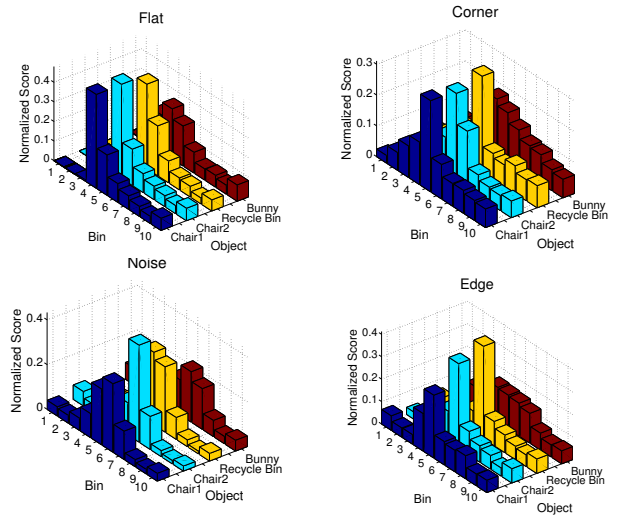 Flat
Normalized Score
0.4
0.3
0.2
0.1
0
1
2
3
4
5
6
7
8
9
10
Bin
Chair1
Chair2
Recycle Bin
Bunny
Object
Corner
Normalized Score
0.3
0.2
0.1
0
1
2
3
4
5
6
7
8
9
10
Bin
Chair1
Chair2
Recycle Bin
Bunny
Object
Noise
Normalized Score
0.4
0.2
0
1
2
3
4
5
6
7
8
9
10
Bin
Chair1
Chair2
Recycle Bin
Bunny
Object
Edge
Normalized Score
0.4
0.3
0.2
0.1
0
1
2
3
4
5
6
7
8
9
10
Bin
Chair1
Chair2
Recycle Bin
Bunny
Object